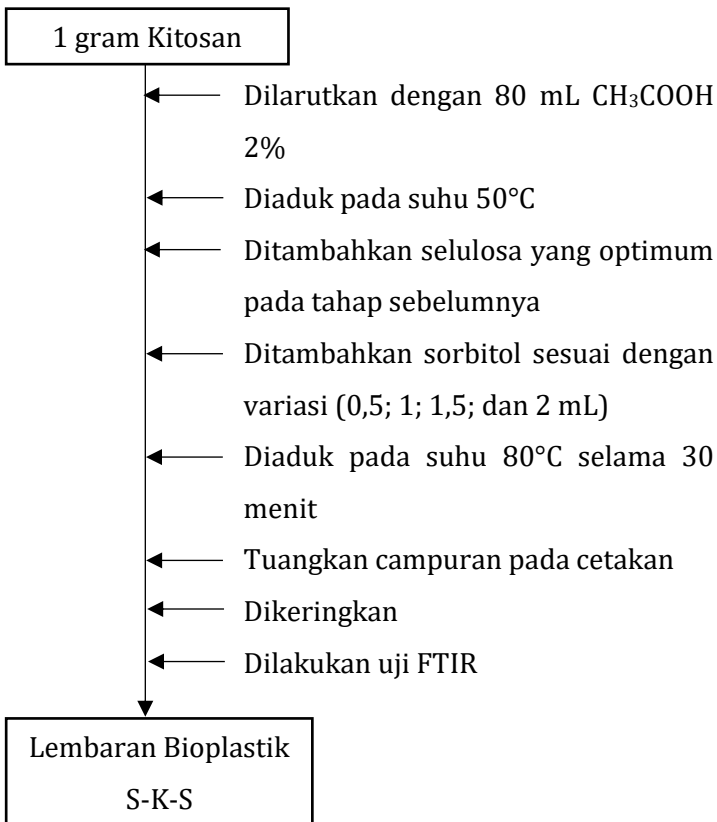 1 gram Kitosan
Dilarutkan dengan 80 mL CH₃COOH
2%
Diaduk pada suhu 50°C
Ditambahkan selulosa yang optimum
pada tahap sebelumnya
Ditambahkan sorbitol sesuai dengan
variasi (0,5; 1; 1,5; dan 2 mL)
Diaduk pada suhu 80°C selama 30
menit
Tuangkan campuran pada cetakan
Dikeringkan
Dilakukan uji FTIR
Lembaran Bioplastik
S-K-S